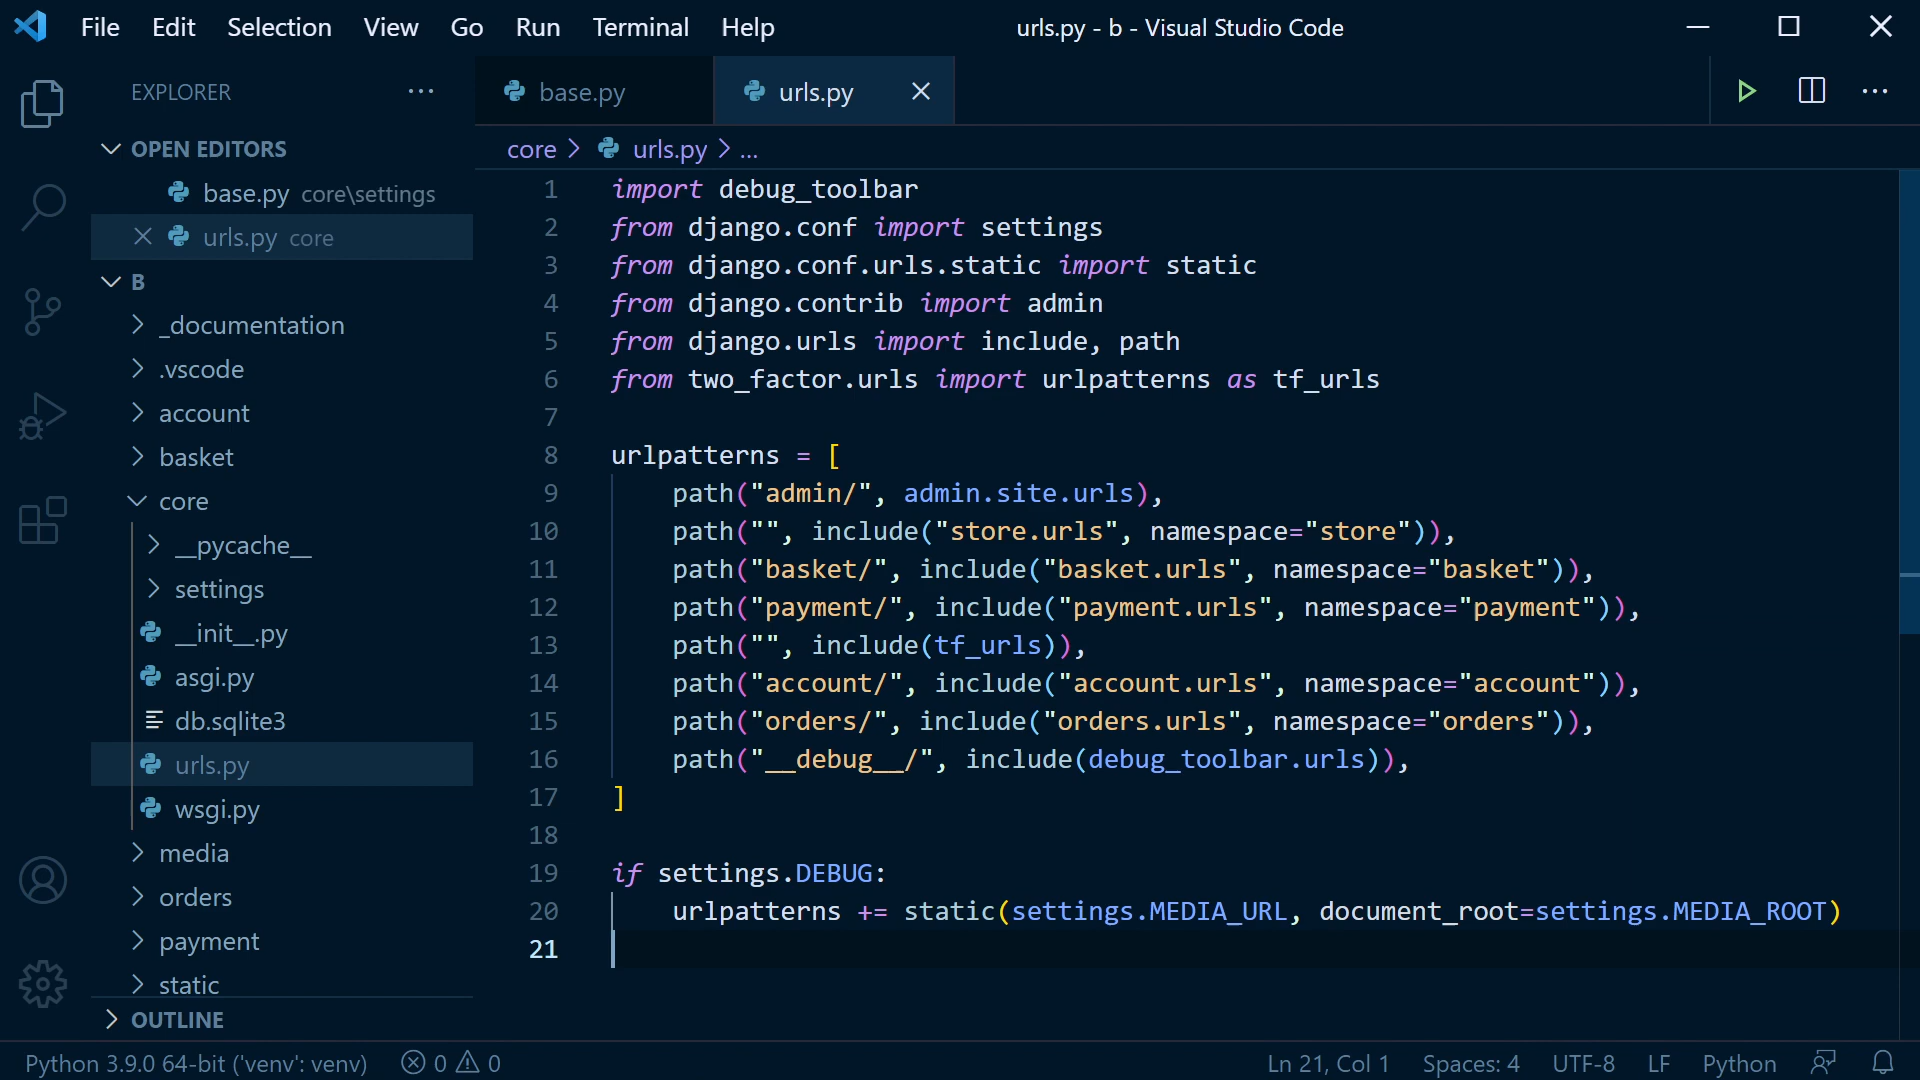 File Edit Selection View Go Run Terminal Help urls.py - b - Visual Studio Code
EXPLORER ...
OPEN EDITORS
base.py core\settings
urls.py core
B
_documentation
.vscode
account
basket
core
__pycache__
settings
__init__.py
asgi.py
db.sqlite3
urls.py
wsgi.py
media
orders
payment
static
OUTLINE
base.py urls.py
core > urls.py > ...
1 import debug_toolbar
2 from django.conf import settings
3 from django.conf.urls.static import static
4 from django.contrib import admin
5 from django.urls import include, path
6 from two_factor.urls import urlpatterns as tf_urls
7
8 urlpatterns = [
9     path("admin/", admin.site.urls),
10     path("", include("store.urls", namespace="store")),
11     path("basket/", include("basket.urls", namespace="basket")),
12     path("payment/", include("payment.urls", namespace="payment")),
13     path("", include(tf_urls)),
14     path("account/", include("account.urls", namespace="account")),
15     path("orders/", include("orders.urls", namespace="orders")),
16     path("__debug__/", include(debug_toolbar.urls)),
17 ]
18
19 if settings.DEBUG:
20     urlpatterns += static(settings.MEDIA_URL, document_root=settings.MEDIA_ROOT)
21
Python 3.9.0 64-bit ('venv': venv) 0 0 Ln 21, Col 1 Spaces: 4 UTF-8 LF Python